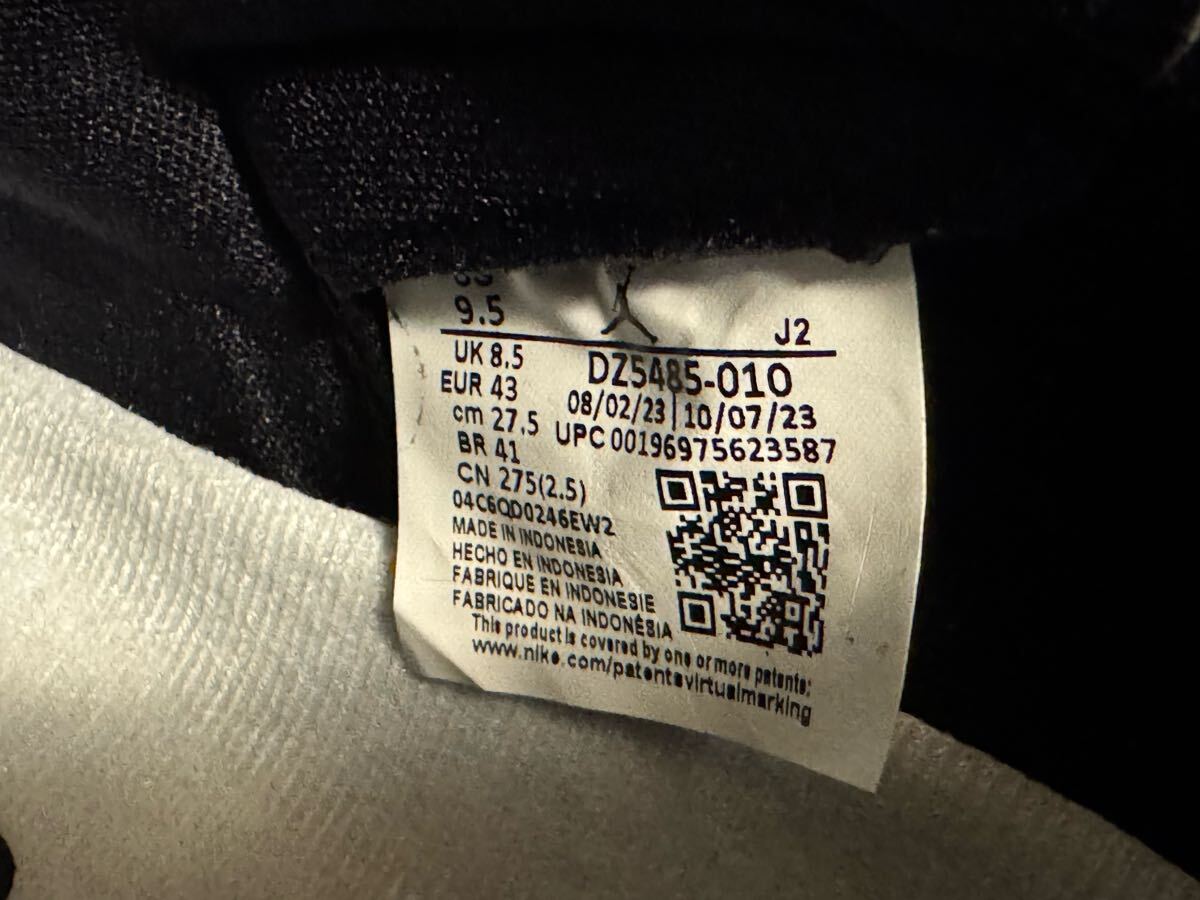 9.5
J2
UK 8.5
EUR 43
cm 27.5
BR 41
CN 275(2.5)
DZ5485-010
08/02/23|10/07/23
UPC 00196975623587
04C6QD0246EW2
MADE IN INDONESIA
HECHO EN INDONESIA
FABRIQUE EN INDONESIE
FABRICADO NA INDONÉSIA
This product is covered by one or more patents:
www.nike.com/patentsvirtualmarking